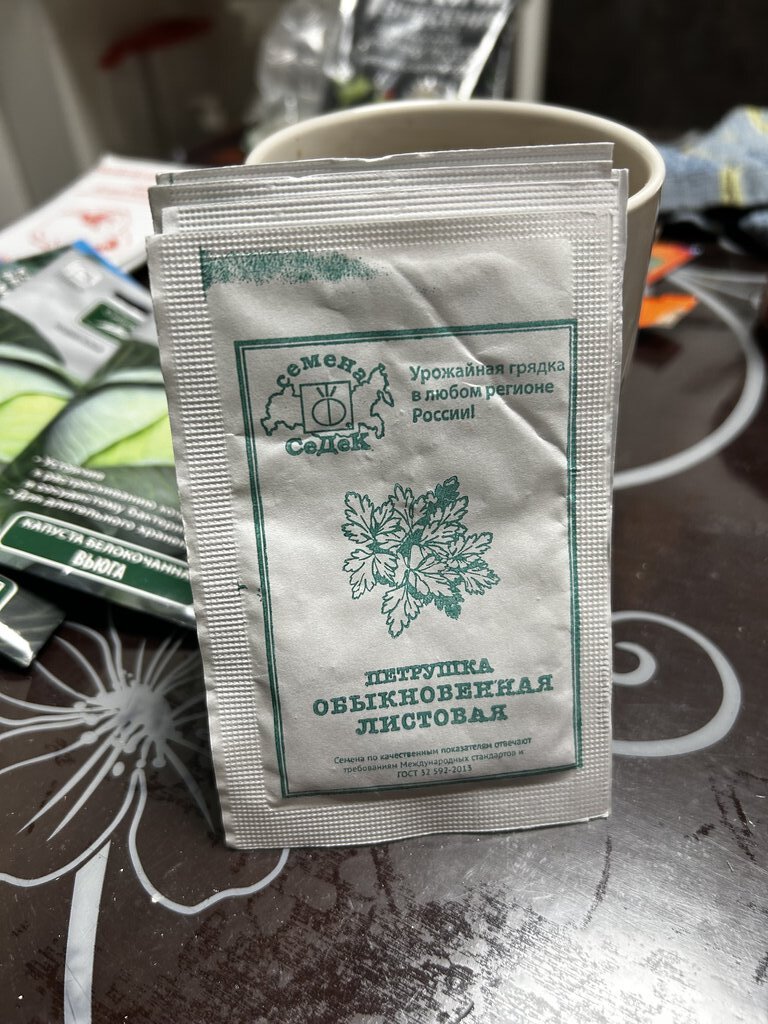 семена
СеДеК
Урожайная грядка
в любом регионе
России!
ПЕТРУШКА
ОБЫКНОВЕННАЯ
ЛИСТОВАЯ
Семена по качественным показателям отвечают
требованиям Международных стандартов и
ГОСТ 32 592-2013
КАПУСТА БЕЛОКОЧАННА
ВЬЮГА